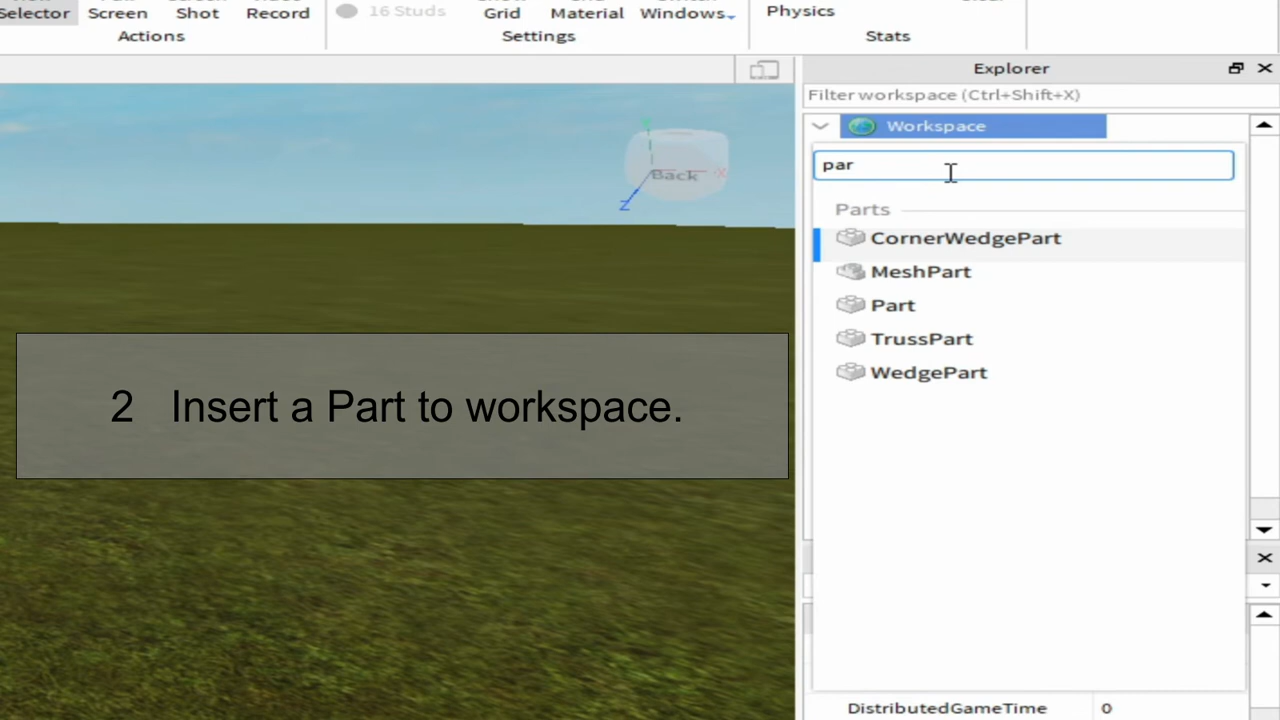 Selector
Screen
Shot
Record
16 Studs
Grid
Material
Windows
Physics
Actions
Settings
Stats
Explorer
Filter workspace (Ctrl+Shift+X)
Workspace
par
Parts
CornerWedgePart
MeshPart
Part
TrussPart
WedgePart
Back
X
Z
2 Insert a Part to workspace.
DistributedGameTime 0